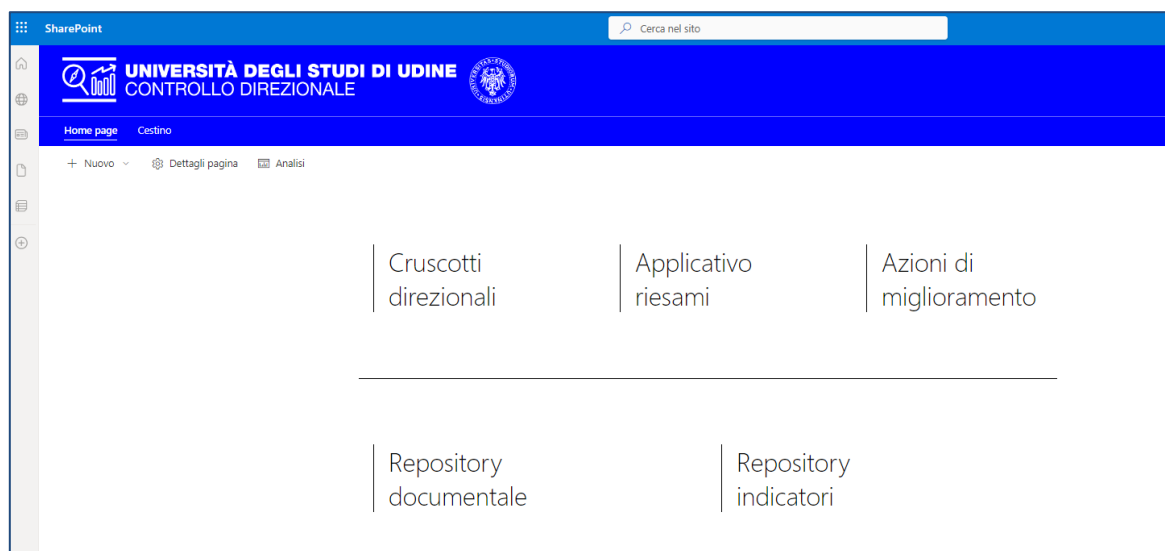 SharePoint
Cerca nel sito
UNIVERSITÀ DEGLI STUDI DI UDINE
CONTROLLO DIREZIONALE
Home page Cestino
Nuovo Dettagli pagina Analisi
Cruscotti
direzionali
Applicativo
riesami
Azioni di
miglioramento
Repository
documentale
Repository
indicatori